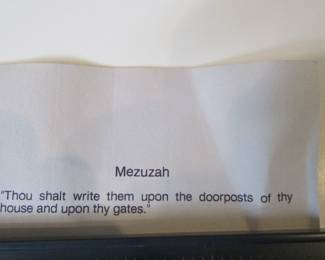 Mezuzah
"Thou shalt write them upon the doorposts of thy
house and upon thy gates."